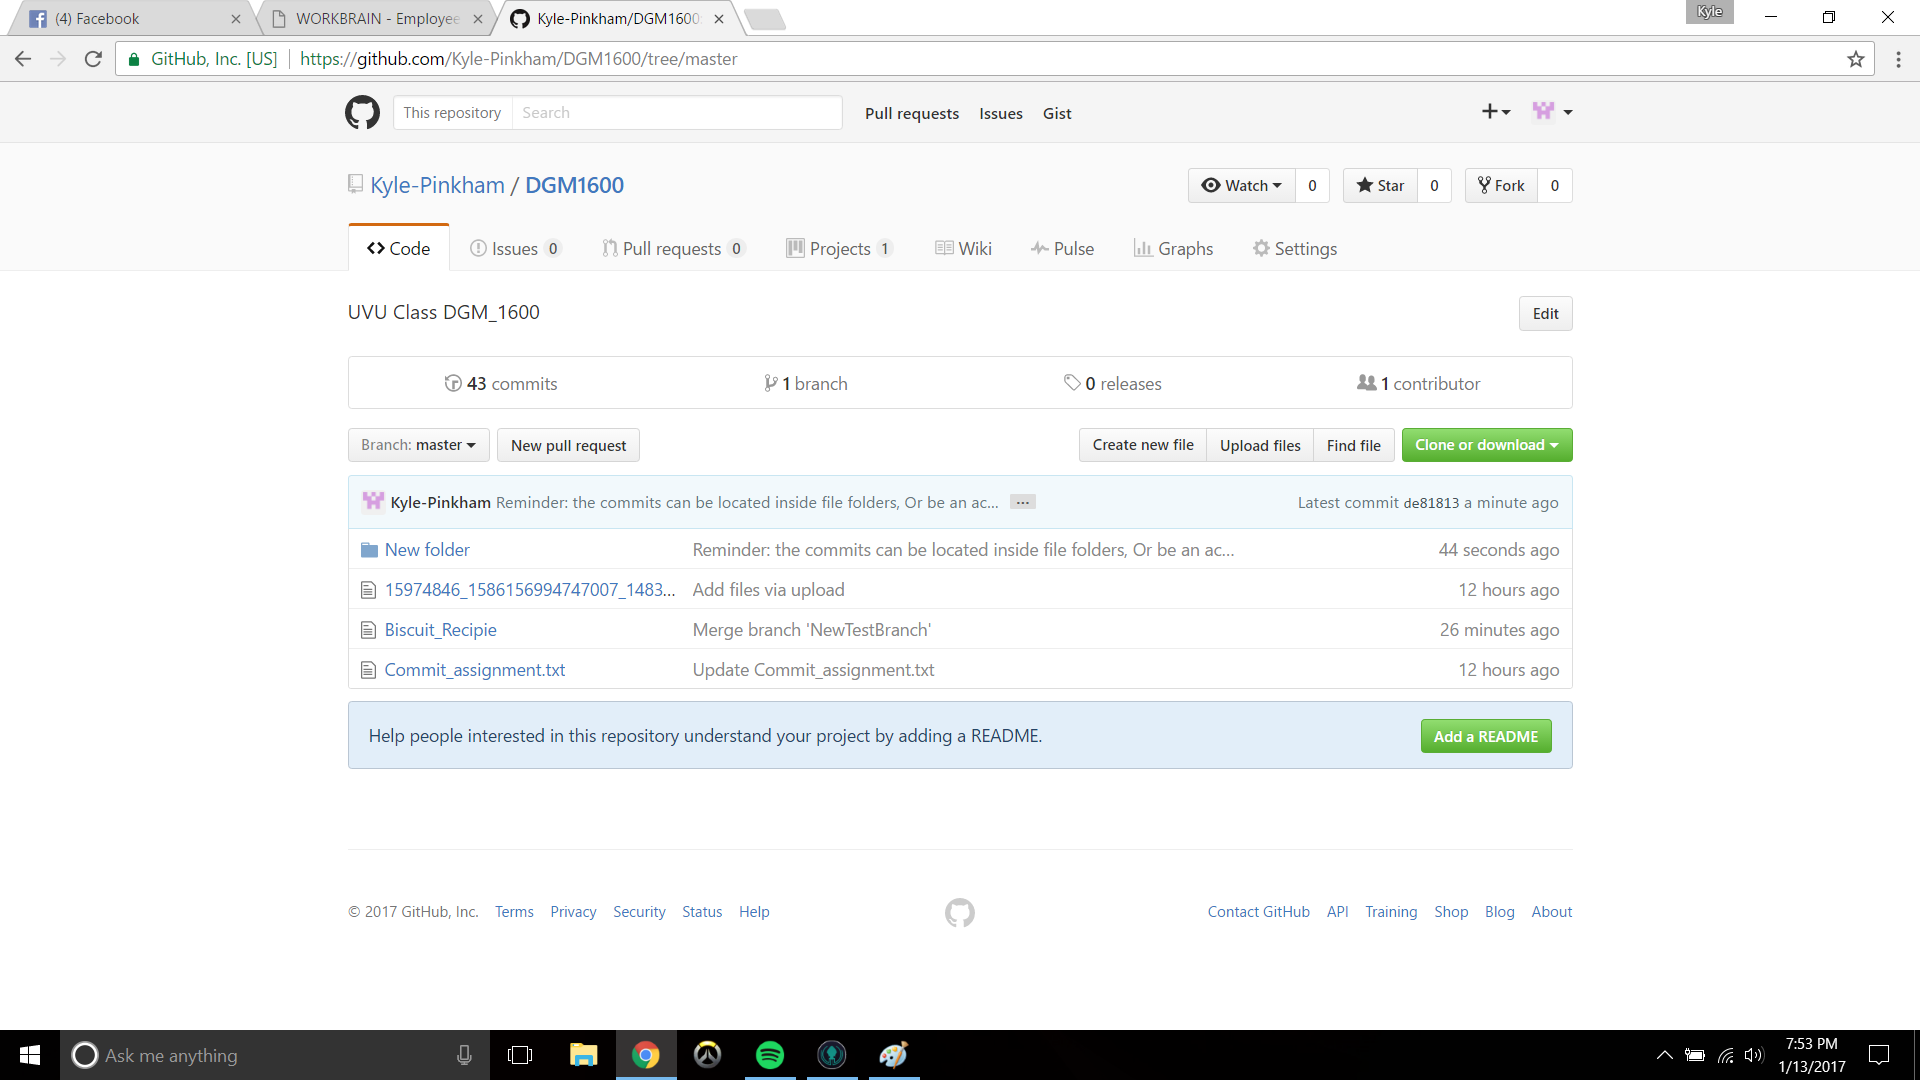 (4) Facebook
WORKBRAIN - Employee
Kyle-Pinkham/DGM1600
Kyle
GitHub, Inc. [US]
https://github.com/Kyle-Pinkham/DGM1600/tree/master
This repository
Search
Pull requests
Issues
Gist
Kyle-Pinkham / DGM1600
Watch
0
Star
0
Fork
0
Code
Issues 0
Pull requests 0
Projects 1
Wiki
Pulse
Graphs
Settings
UVU Class DGM_1600
Edit
43 commits
1 branch
0 releases
1 contributor
Branch: master
New pull request
Create new file
Upload files
Find file
Clone or download
Kyle-Pinkham Reminder: the commits can be located inside file folders, Or be an ac... ...
Latest commit de81813 a minute ago
New folder
Reminder: the commits can be located inside file folders, Or be an ac...
44 seconds ago
15974846_1586156994747007_1483...
Add files via upload
12 hours ago
Biscuit_Recipie
Merge branch 'NewTestBranch'
26 minutes ago
Commit_assignment.txt
Update Commit_assignment.txt
12 hours ago
Help people interested in this repository understand your project by adding a README.
Add a README
© 2017 GitHub, Inc.
Terms
Privacy
Security
Status
Help
Contact GitHub
API
Training
Shop
Blog
About
Ask me anything
7:53 PM
1/13/2017